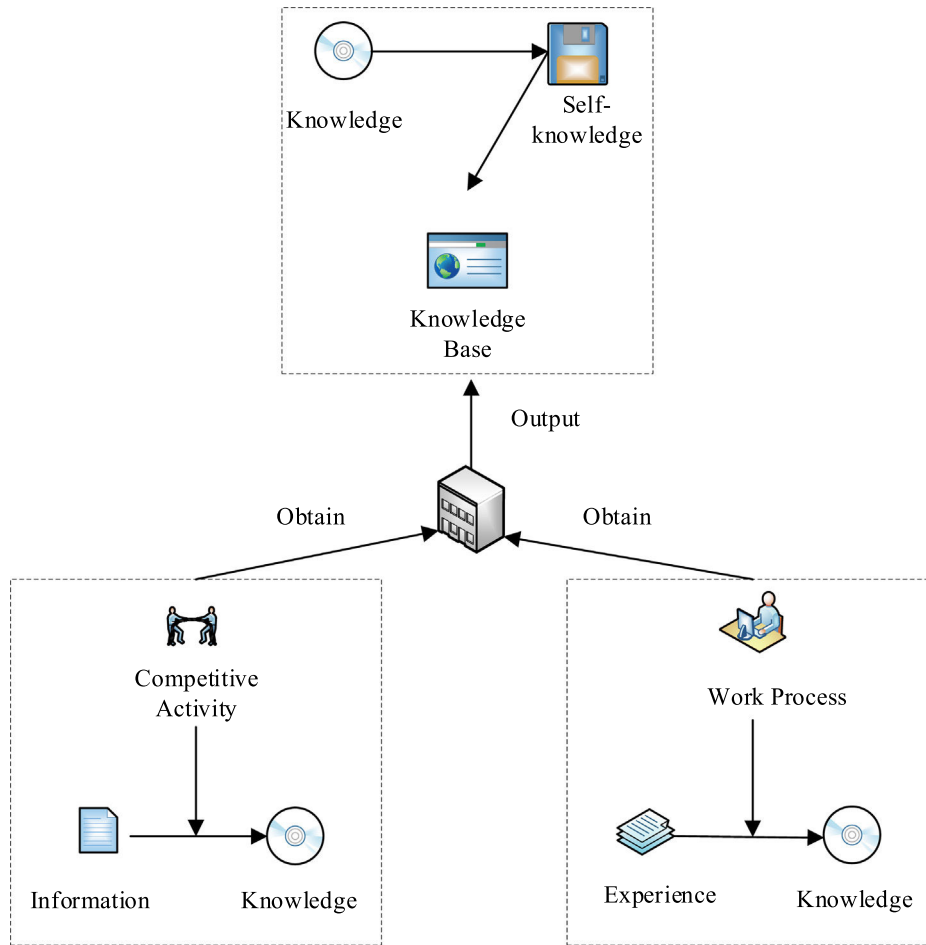 Knowledge
Self-
knowledge
Knowledge
Base
Output
Obtain
Obtain
Competitive
Activity
Work Process
Information
Knowledge
Experience
Knowledge